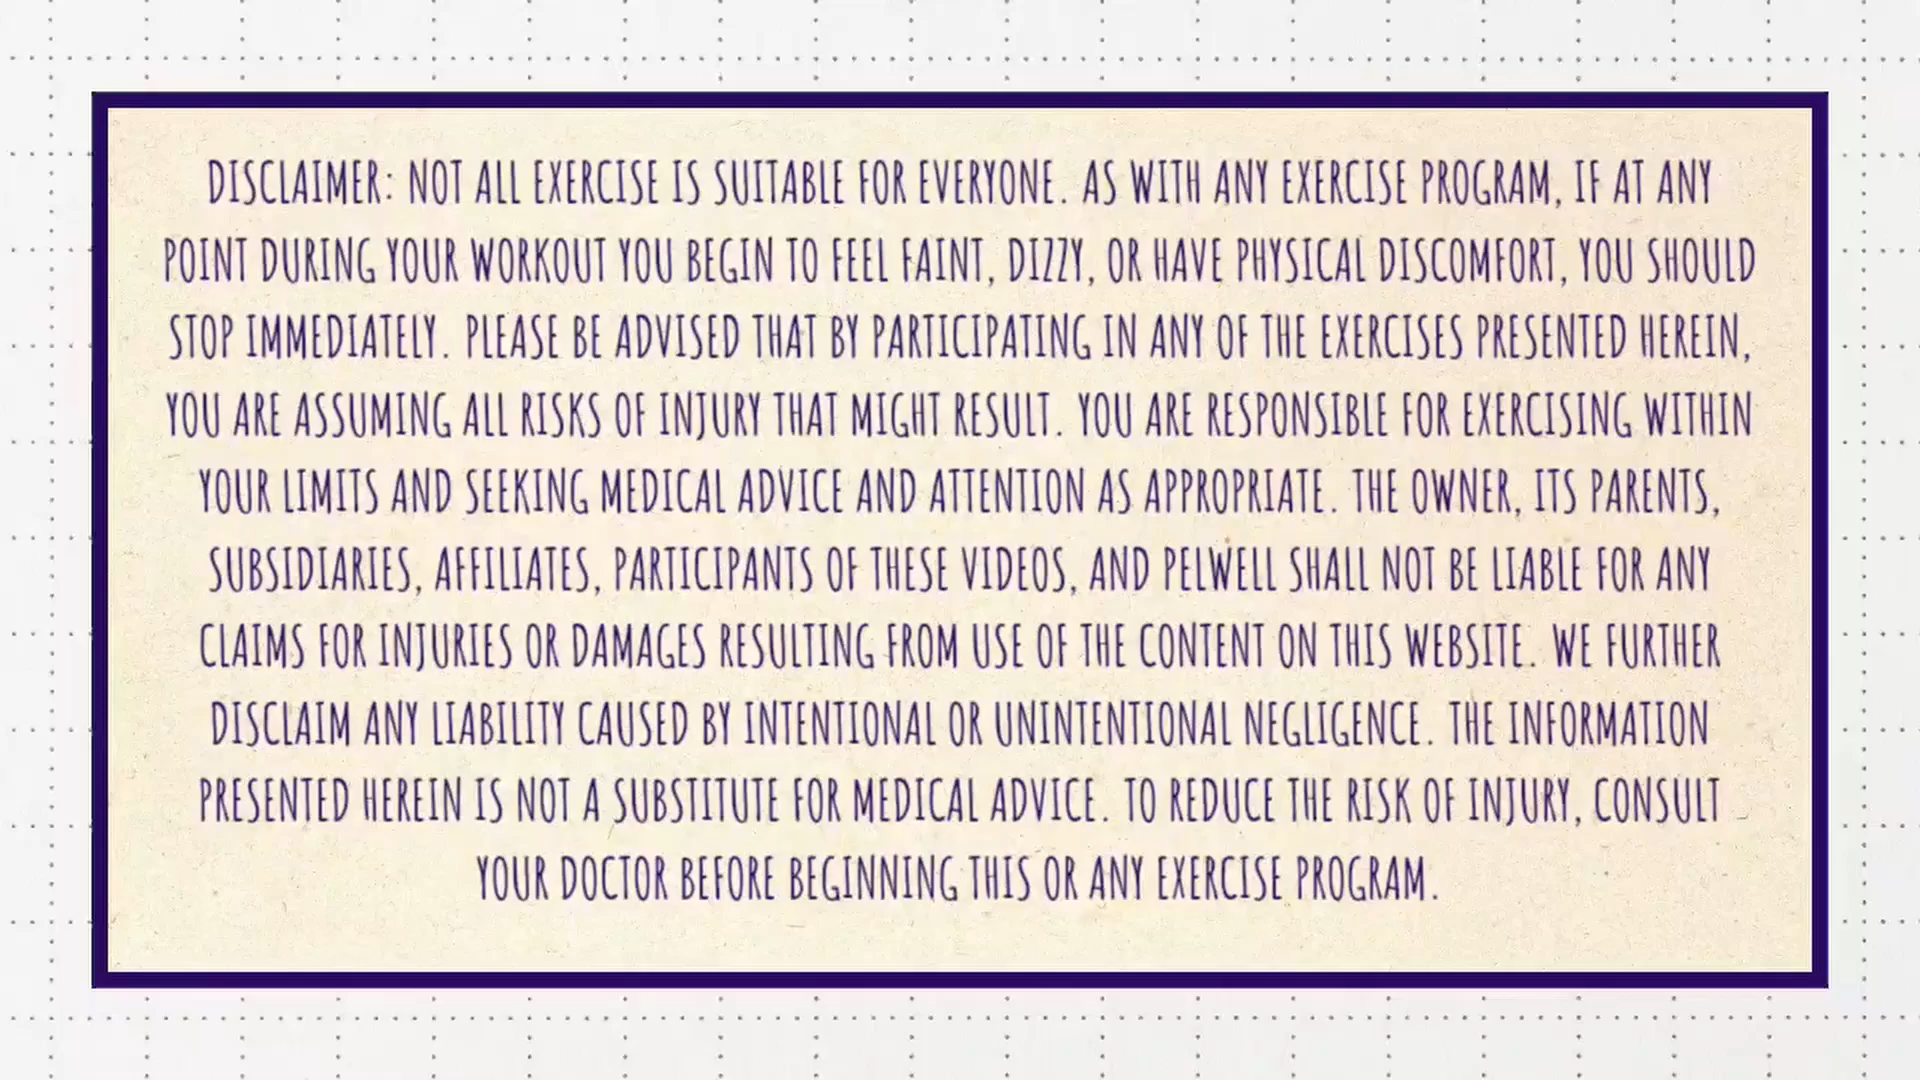 DISCLAIMER: NOT ALL EXERCISE IS SUITABLE FOR EVERYONE. AS WITH ANY EXERCISE PROGRAM, IF AT ANY
POINT DURING YOUR WORKOUT YOU BEGIN TO FEEL FAINT, DIZZY, OR HAVE PHYSICAL DISCOMFORT, YOU SHOULD
STOP IMMEDIATELY. PLEASE BE ADVISED THAT BY PARTICIPATING IN ANY OF THE EXERCISES PRESENTED HEREIN,
YOU ARE ASSUMING ALL RISKS OF INJURY THAT MIGHT RESULT. YOU ARE RESPONSIBLE FOR EXERCISING WITHIN
YOUR LIMITS AND SEEKING MEDICAL ADVICE AND ATTENTION AS APPROPRIATE. THE OWNER, ITS PARENTS,
SUBSIDIARIES, AFFILIATES, PARTICIPANTS OF THESE VIDEOS, AND PELWELL SHALL NOT BE LIABLE FOR ANY
CLAIMS FOR INJURIES OR DAMAGES RESULTING FROM USE OF THE CONTENT ON THIS WEBSITE. WE FURTHER
DISCLAIM ANY LIABILITY CAUSED BY INTENTIONAL OR UNINTENTIONAL NEGLIGENCE. THE INFORMATION
PRESENTED HEREIN IS NOT A SUBSTITUTE FOR MEDICAL ADVICE. TO REDUCE THE RISK OF INJURY, CONSULT
YOUR DOCTOR BEFORE BEGINNING THIS OR ANY EXERCISE PROGRAM.